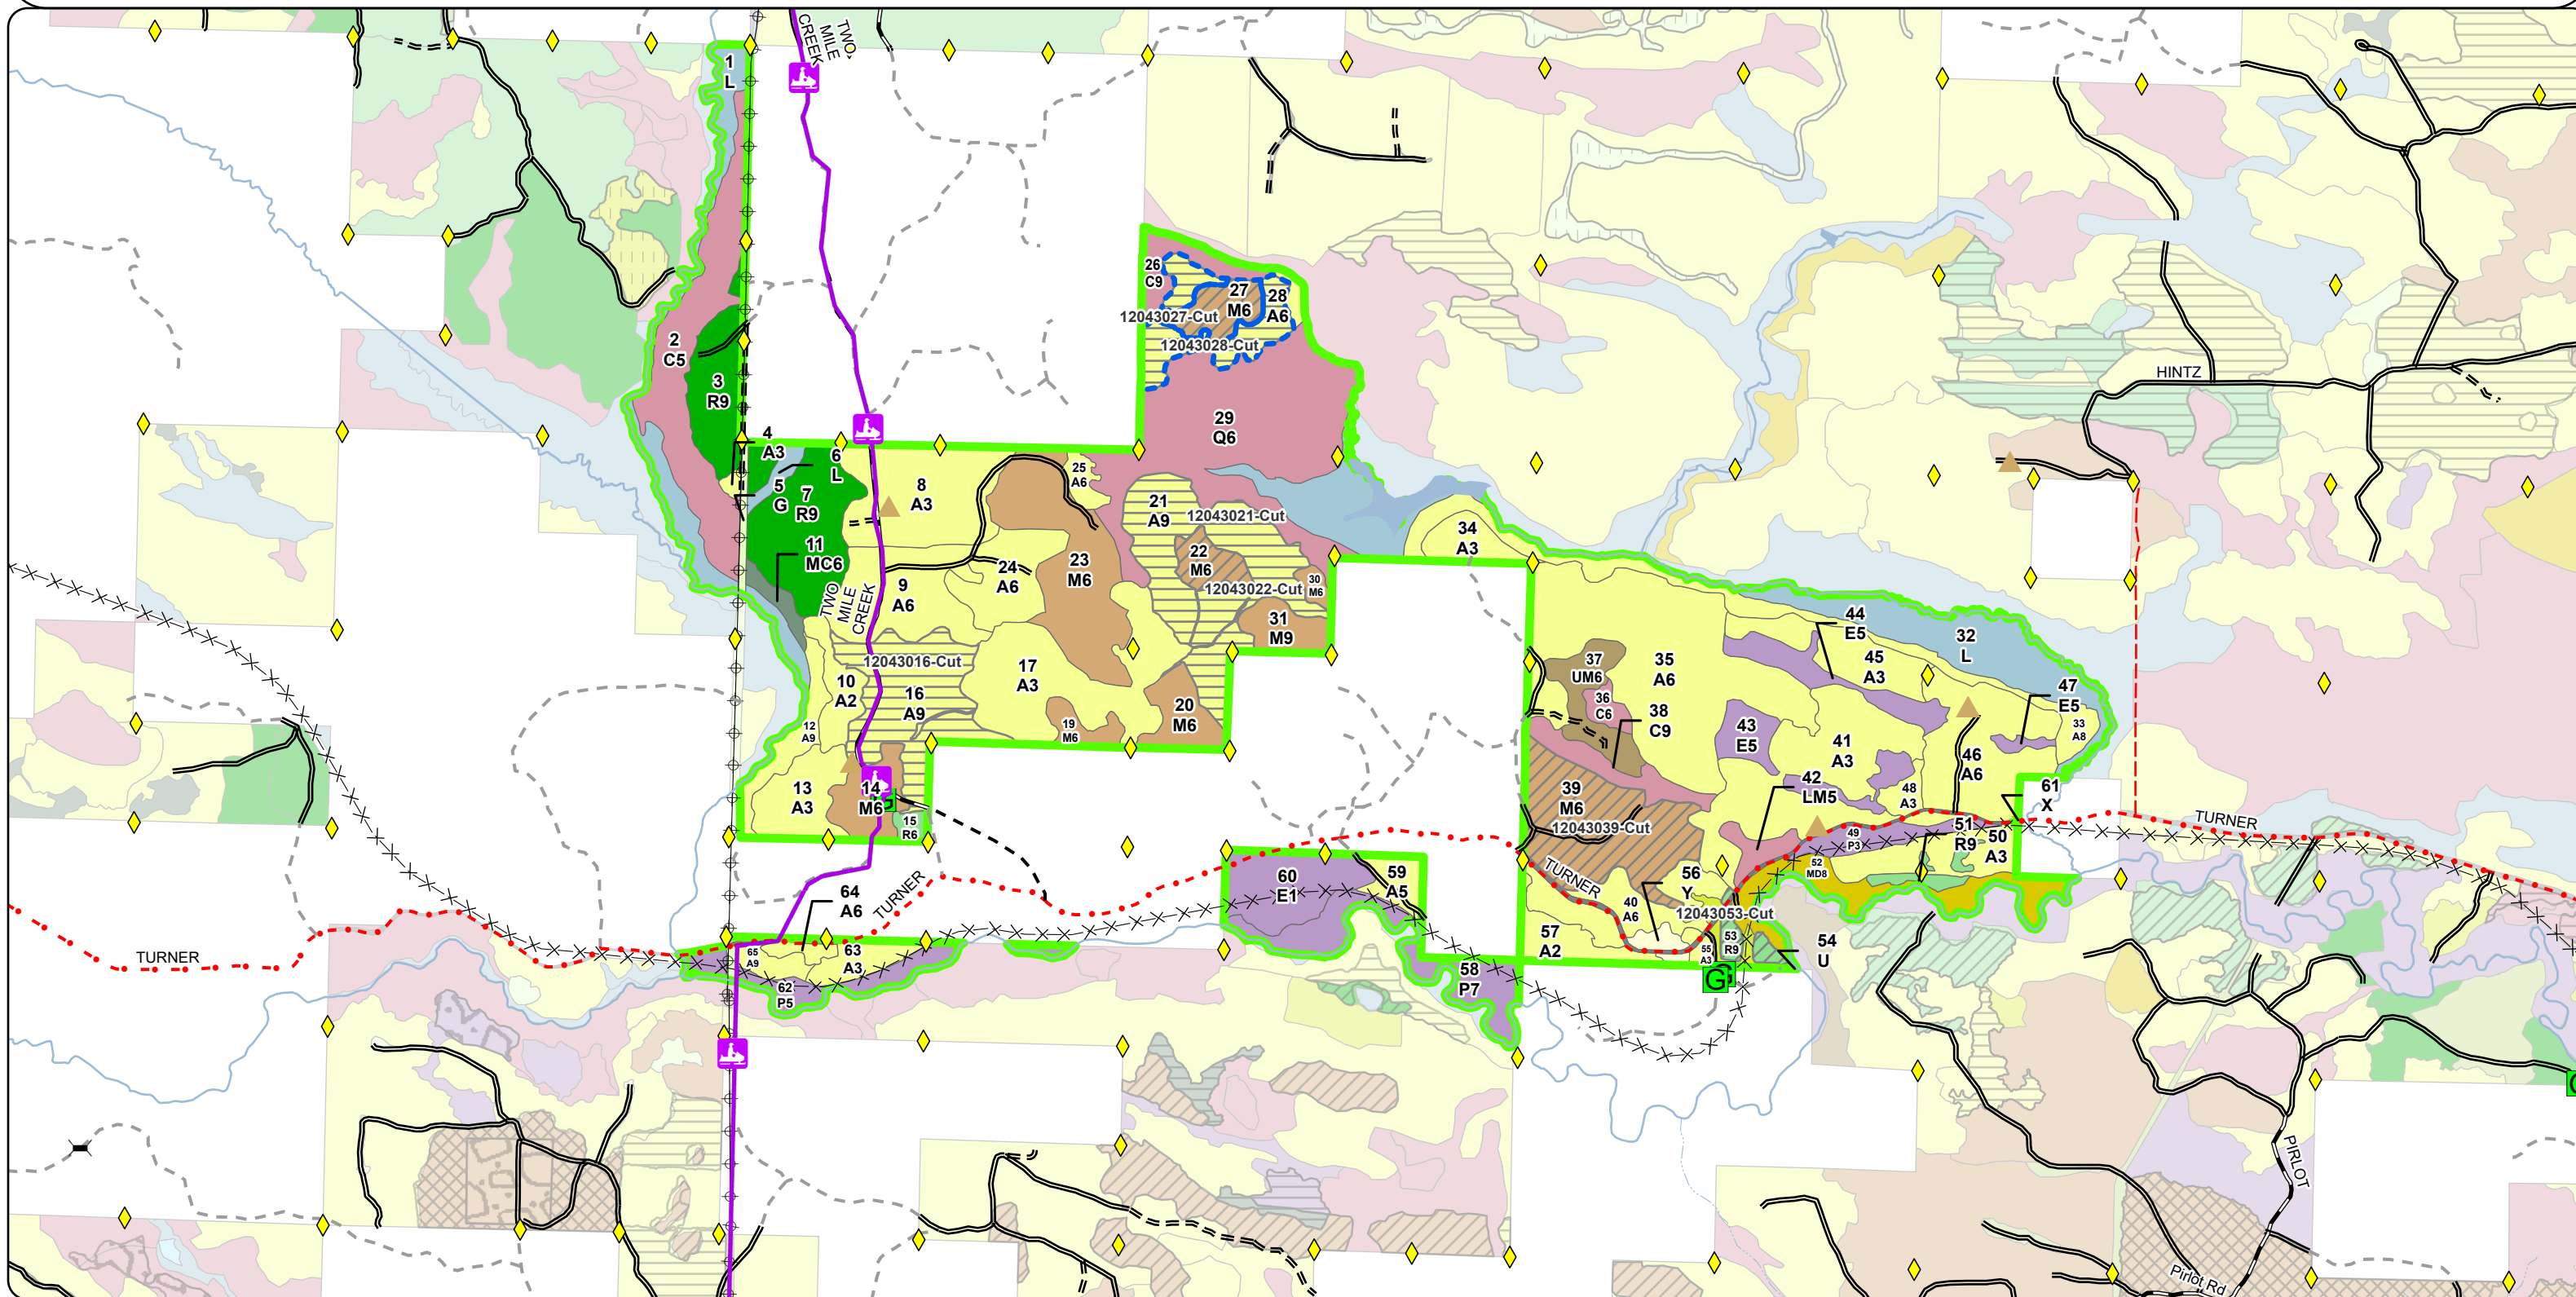 TWO
MILE
CREEK
1
L
2
C5
3
R9
4
A3
5
G
6
L
7
R9
8
A3
11
MC6
TWO
MILE
CREEK
9
A6
24
A6
23
M6
25
A6
26
C9
27
M6
28
A6
12043027-Cut
12043028-Cut
29
Q6
21
A9
12043021-Cut
22
M6
12043022-Cut
30
M6
31
M9
34
A3
HINTZ
12043016-Cut
10
A2
16
A9
17
A3
12
A9
19
M6
20
M6
13
A3
14
M6
15
R6
G
37
UM6
36
C6
35
A6
38
C9
39
M6
12043039-Cut
43
E5
44
E5
45
A3
32
L
47
E5
33
A8
41
A3
46
A6
42
LM5
48
A3
61
X
49
P3
51
R9
50
A3
52
MD8
TURNER
TURNER
56
Y
40
A6
12043053-Cut
57
A2
55
A3
53
R9
54
U
G
G
60
E1
59
A5
58
P7
TURNER
64
A6
65
A9
63
A3
62
P5
TURNER
G
PIRLOT
Pirlot Rd